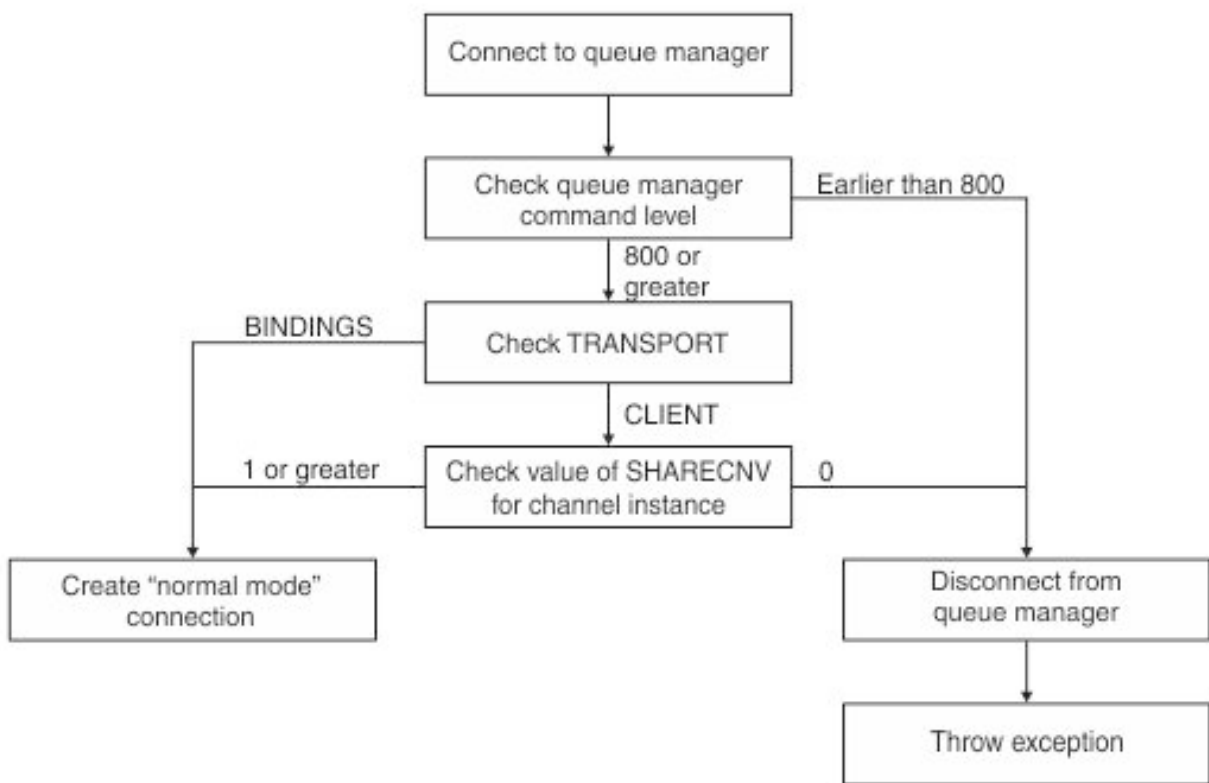 Connect to queue manager
Check queue manager
command level
Earlier than 800
800 or
greater
BINDINGS
Check TRANSPORT
CLIENT
1 or greater
Check value of SHARECNV
for channel instance
0
Create “normal mode”
connection
Disconnect from
queue manager
Throw exception